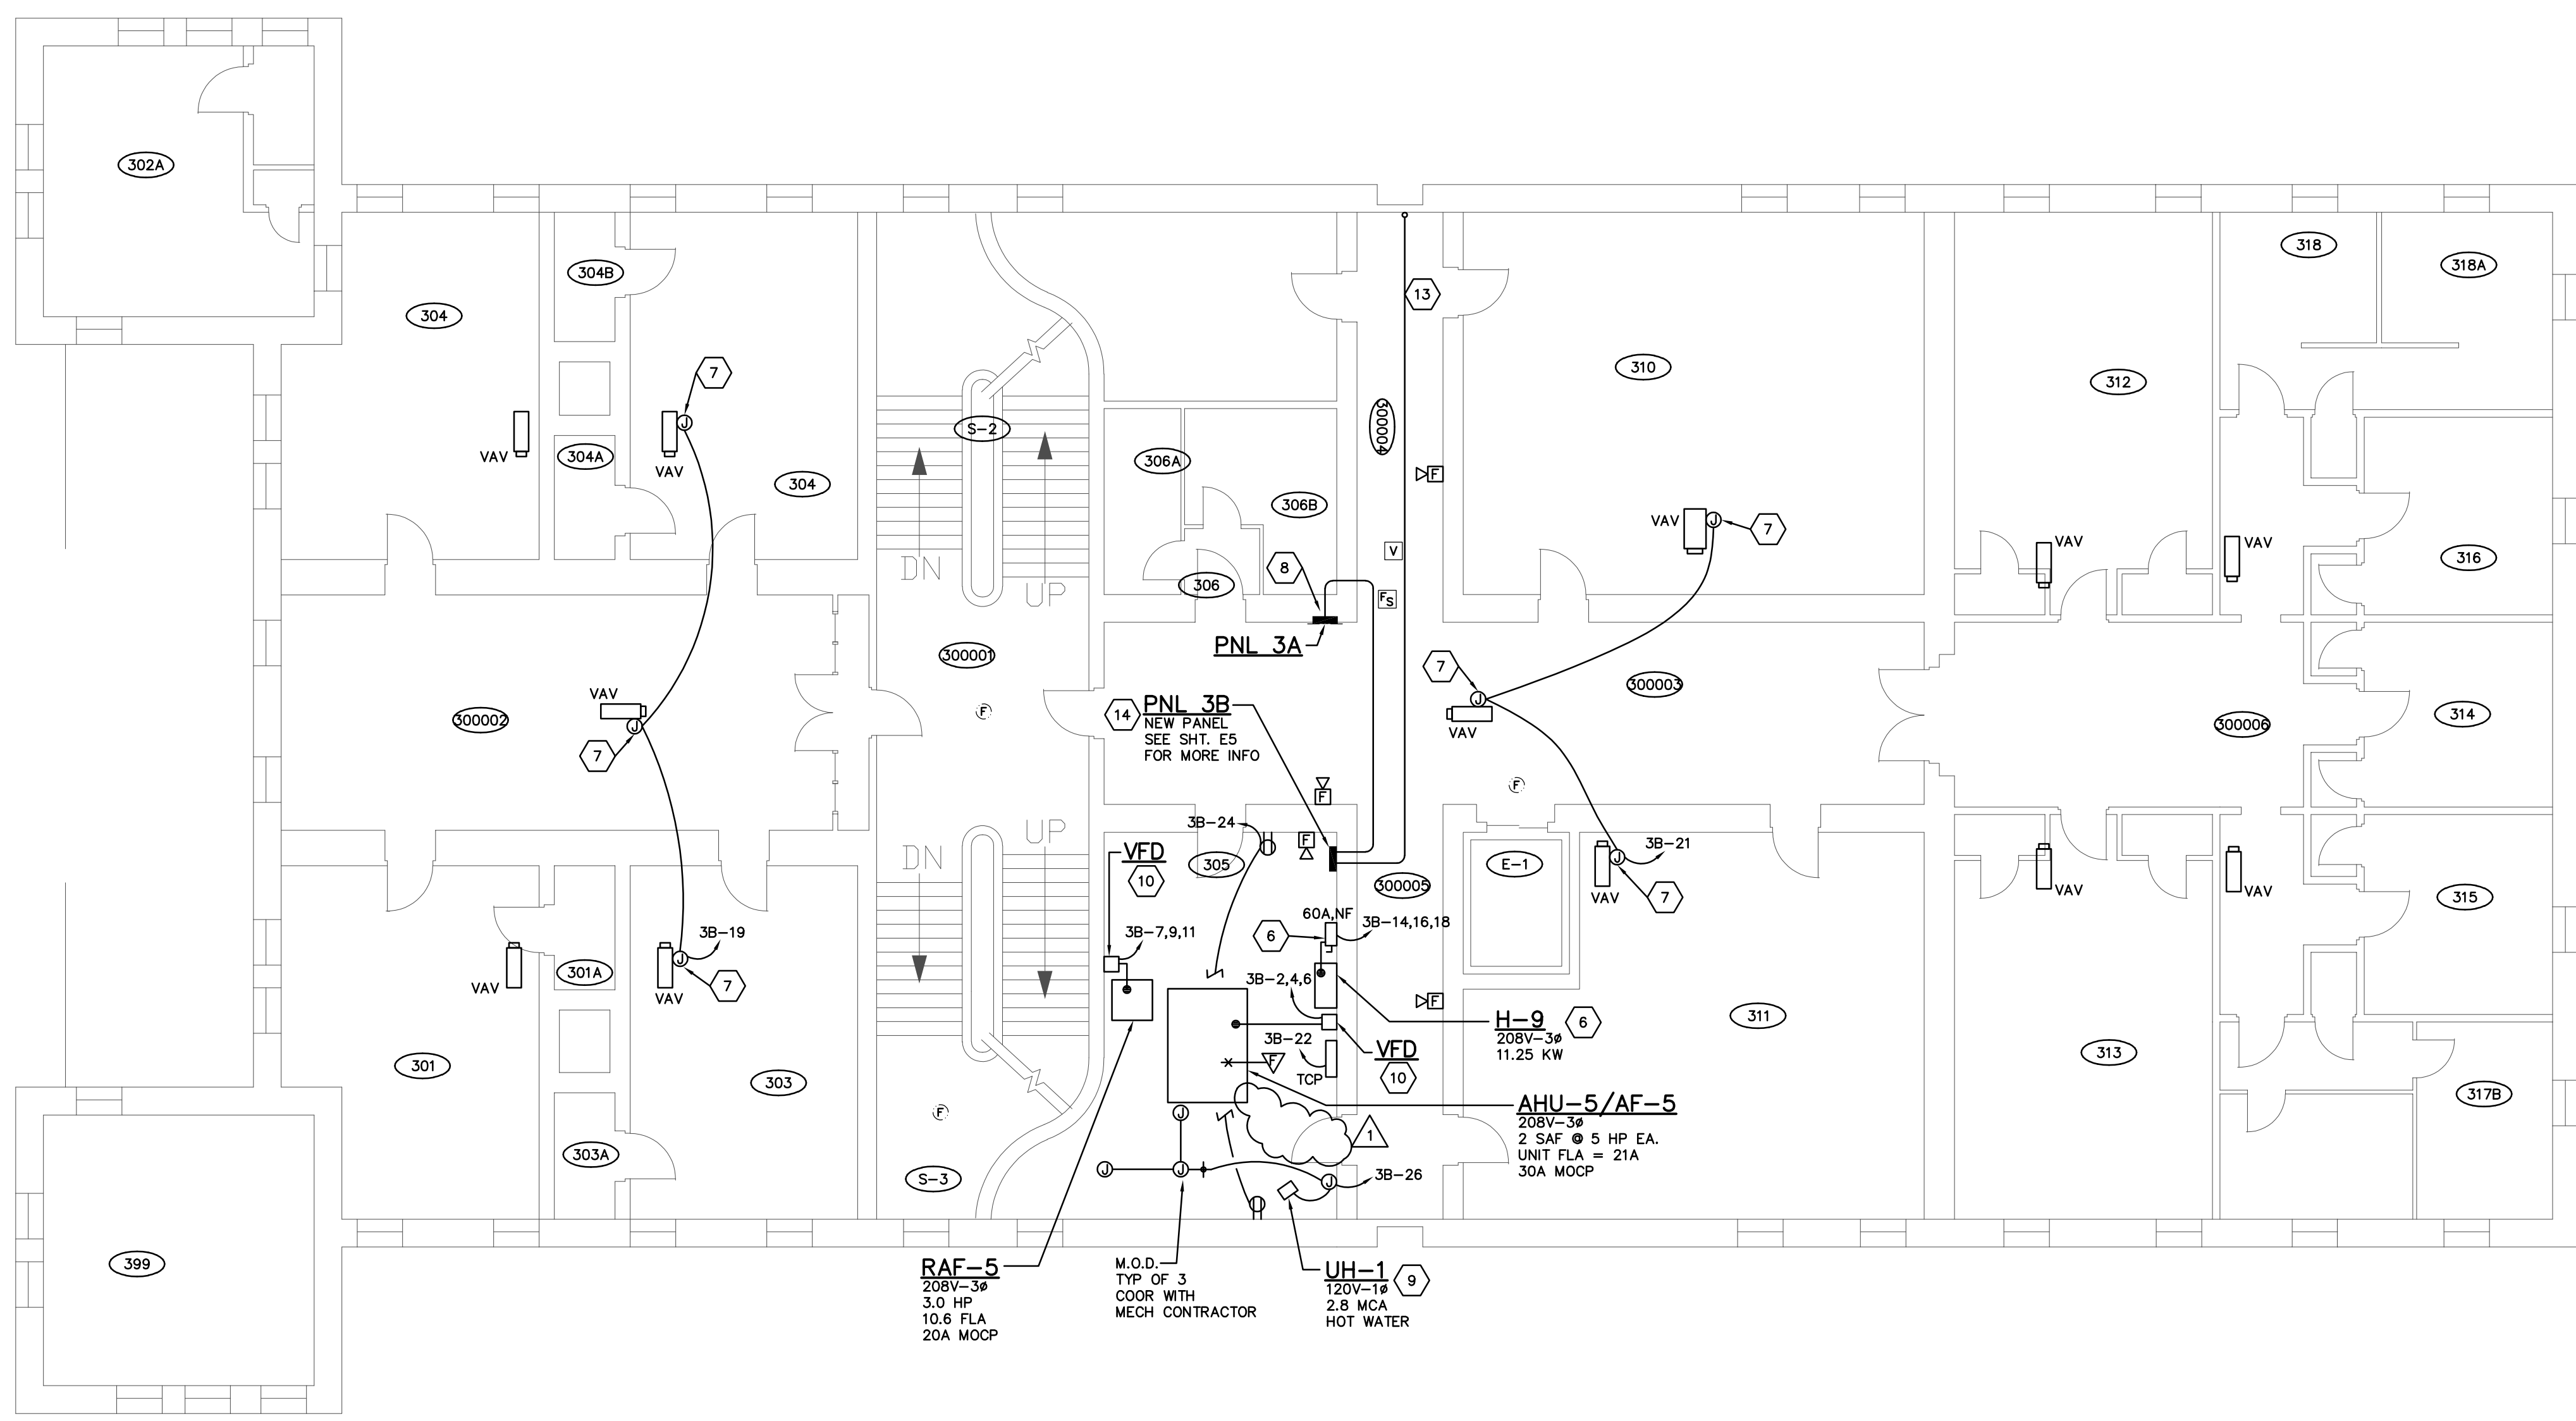 302A
304B
304
7
VAV
VAV
304A
304
S-2
DN
UP
306A
306B
306
8
PNL 3A
13
300004
F
V
FS
310
VAV
J
7
312
318
318A
VAV
VAV
316
300001
F
300002
VAV
J
7
14
PNL 3B
NEW PANEL
SEE SHT. E5
FOR MORE INFO
7
J
VAV
300003
F
300006
314
F
F
DN
UP
3B-24
305
VFD
10
300005
E-1
J
3B-21
VAV
7
VAV
VAV
315
3B-19
J
VAV
7
VAV
301A
3B-7,9,11
60A,NF
6
3B-14,16,18
3B-2,4,6
F
H-9
6
208V-3ø
11.25 KW
311
313
3B-22
F
TCP
VFD
10
301
303
F
J
1
AHU-5/AF-5
208V-3ø
2 SAF @ 5 HP EA.
UNIT FLA = 21A
30A MOCP
317B
303A
S-3
J
J
J
3B-26
399
RAF-5
208V-3ø
3.0 HP
10.6 FLA
20A MOCP
M.O.D.
TYP OF 3
COOR WITH
MECH CONTRACTOR
UH-1
9
120V-1ø
2.8 MCA
HOT WATER